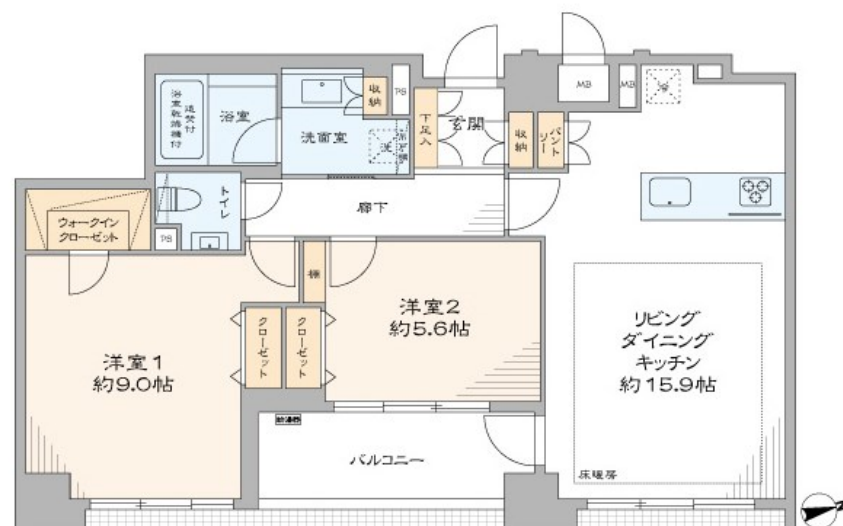 浴室乾燥機付
追焚付
浴室
洗面室
収納
PS
下足入
玄関
収納
パントリー
MB
MB
冷
洗
トイレ
廊下
ウォークイン
クローゼット
PS
棚
洋室1
約9.0帖
クローゼット
クローゼット
洋室2
約5.6帖
リビング
ダイニング
キッチン
約15.9帖
給湯器
バルコニー
床暖房